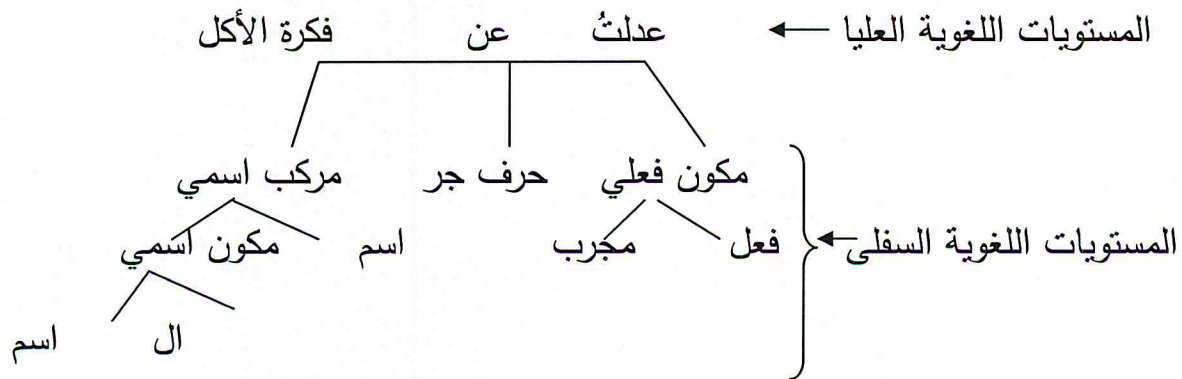 المستويات اللغوية العليا عدلتُ عن فكرة الأكل
مكون فعلي حرف جر مركب اسمي
المستويات اللغوية السفلى فعل مجرب اسم مكون اسمي
ال اسم